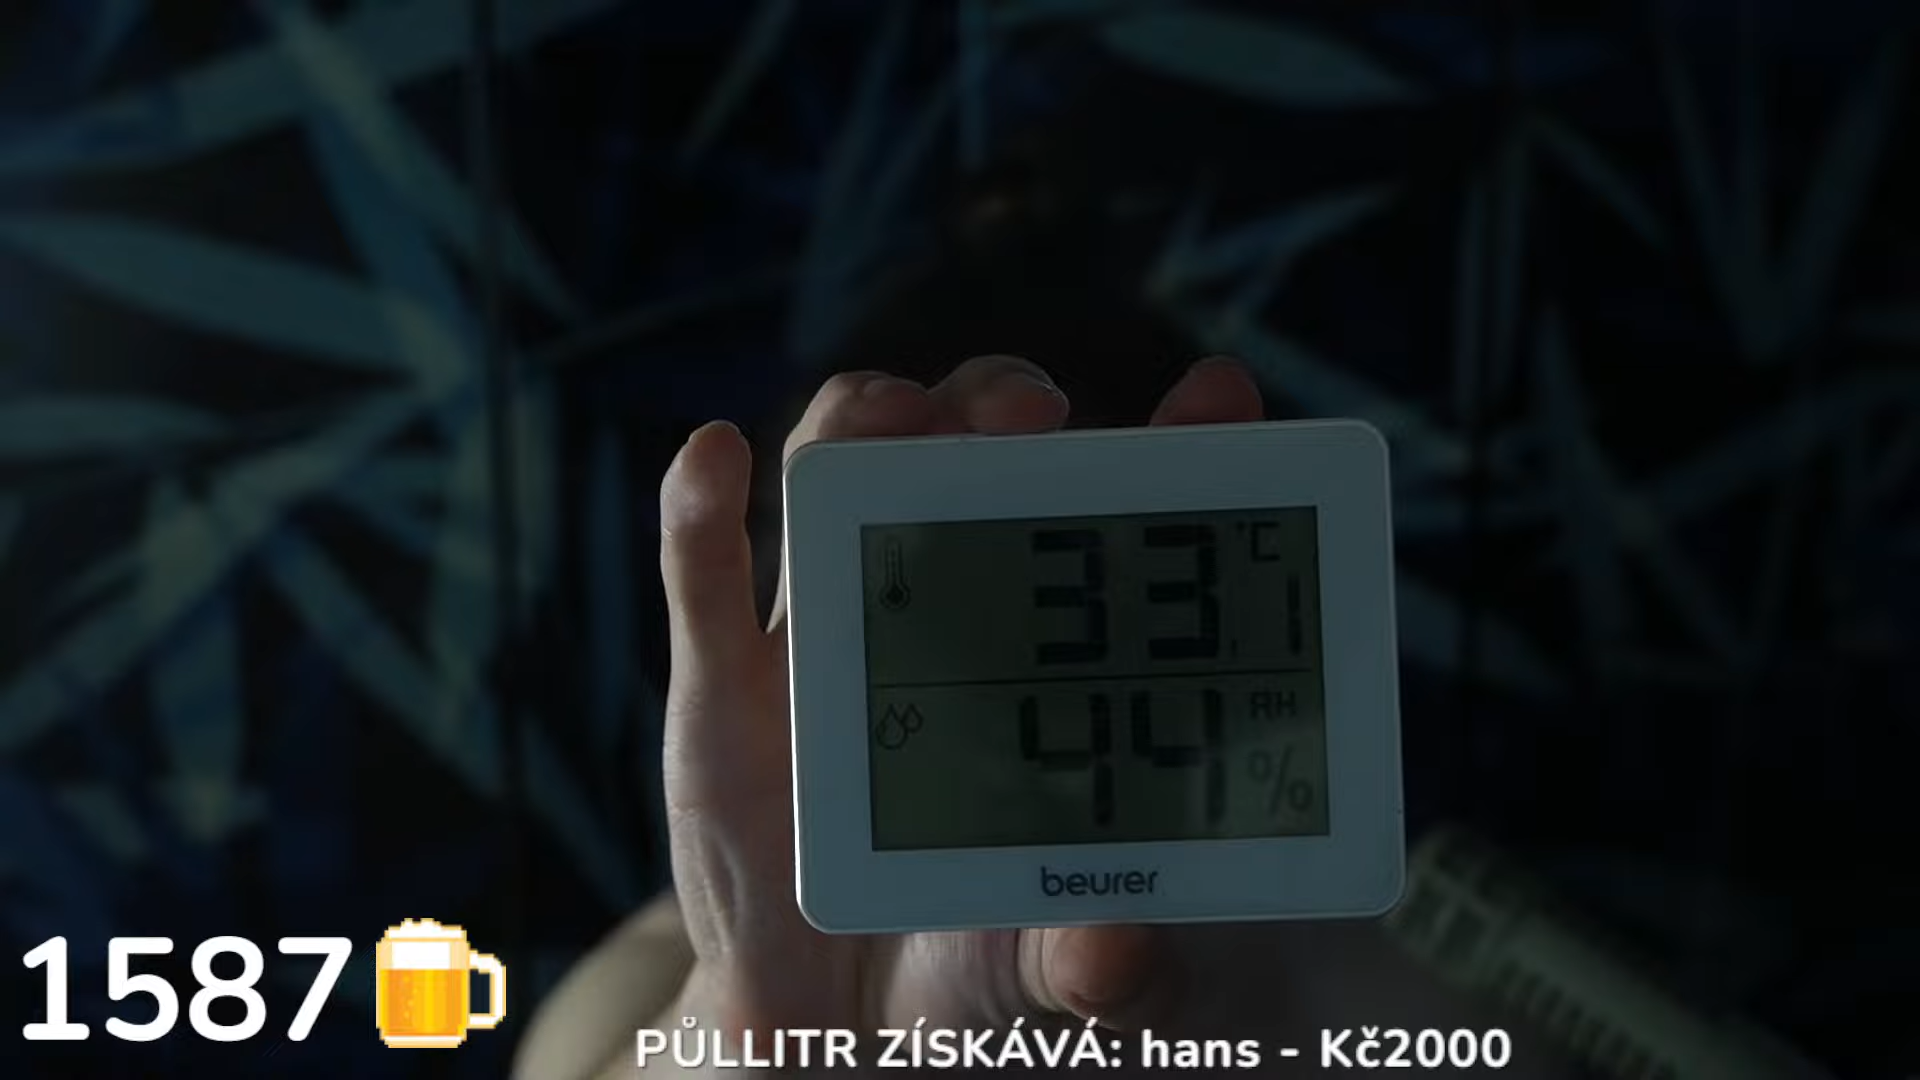 33.1 °C
44 RH %
beurer
1587
PŮLLITR ZÍSKÁVÁ: hans - Kč2000